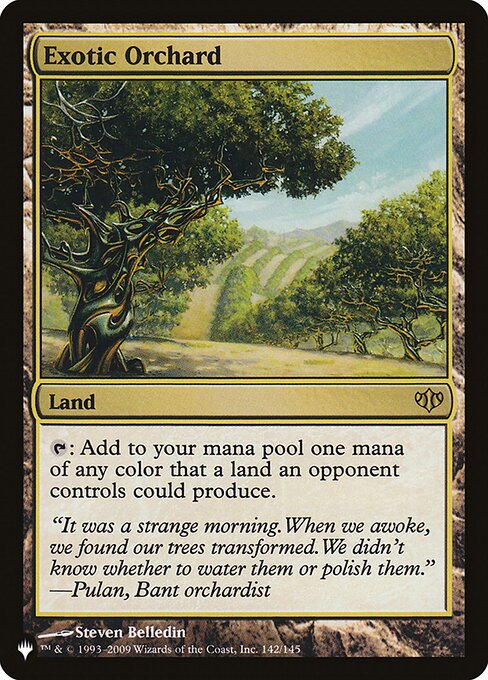 Exotic Orchard
Land
: Add to your mana pool one mana
of any color that a land an opponent
controls could produce.
“It was a strange morning. When we awoke,
we found our trees transformed. We didn’t
know whether to water them or polish them.”
—Pulan, Bant orchardist
Steven Belledin
™ & © 1993–2009 Wizards of the Coast, Inc. 142/145